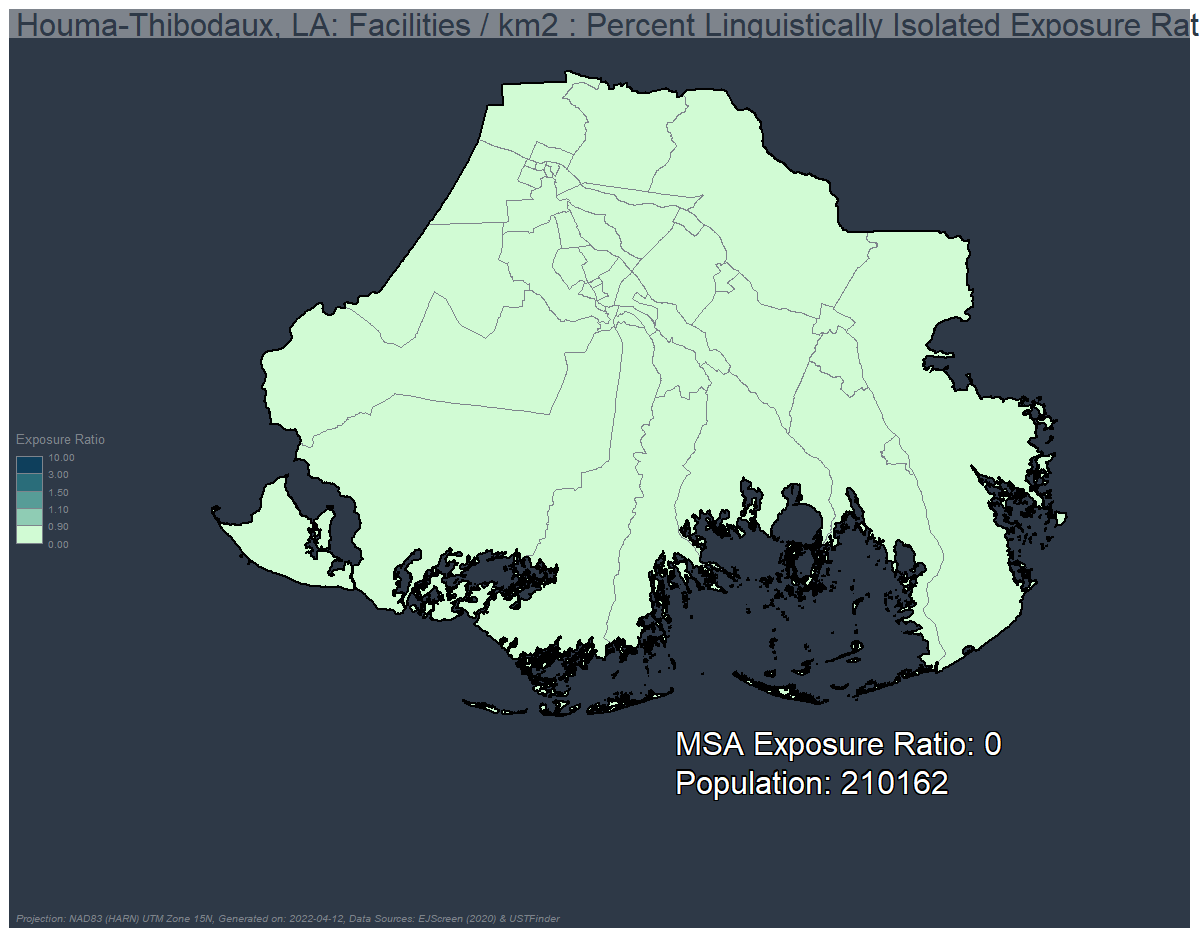 Houma-Thibodaux, LA: Facilities / km2 : Percent Linguistically Isolated Exposure Rat
Exposure Ratio
10.00
3.00
1.50
1.10
0.90
0.00
MSA Exposure Ratio: 0
Population: 210162
Projection: NAD83 (HARN) UTM Zone 15N, Generated on: 2022-04-12, Data Sources: EJScreen (2020) & USTFinder